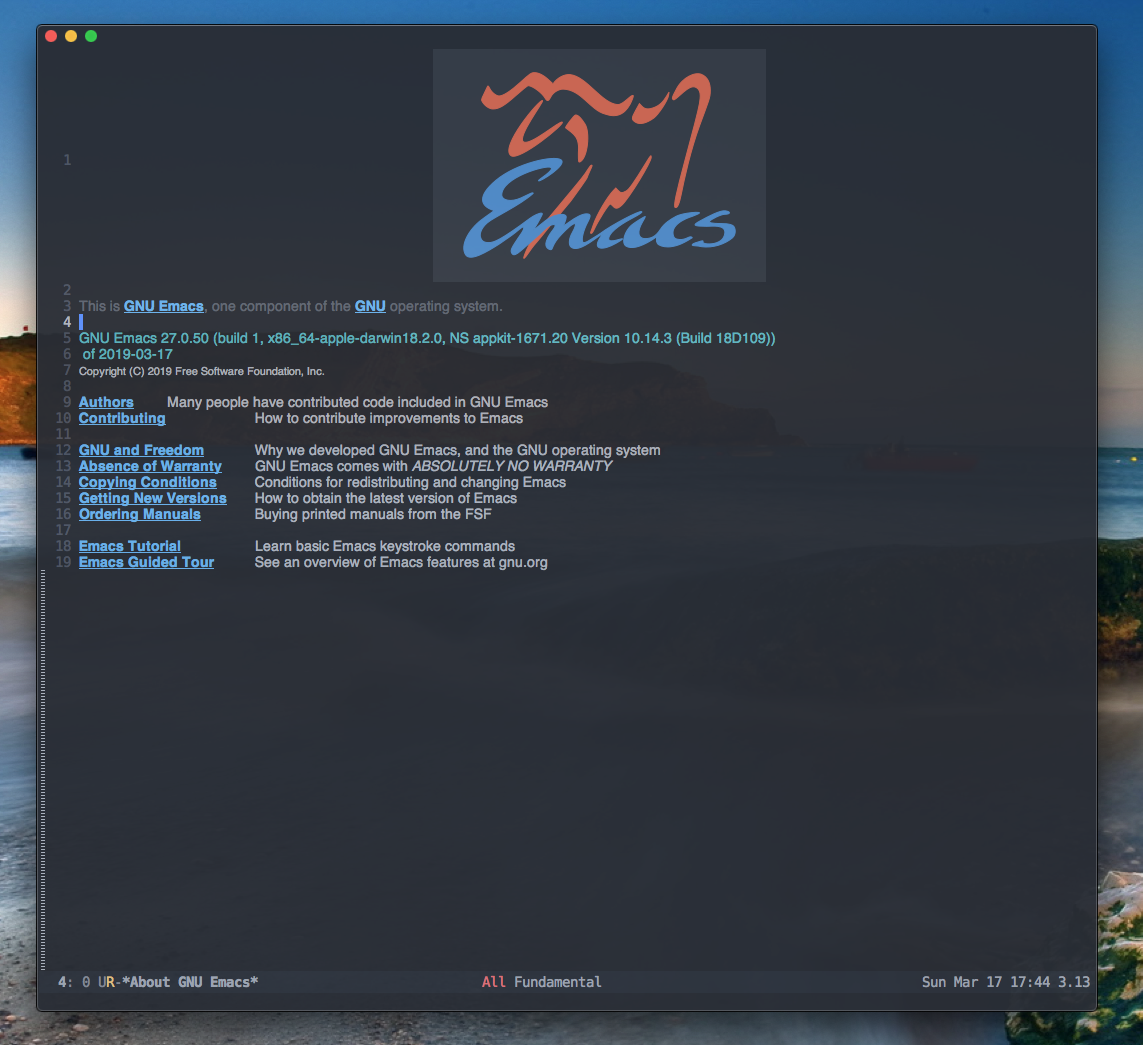 Emacs
1
2
3 This is GNU Emacs, one component of the GNU operating system.
4
5 GNU Emacs 27.0.50 (build 1, x86_64-apple-darwin18.2.0, NS appkit-1671.20 Version 10.14.3 (Build 18D109))
6 of 2019-03-17
7 Copyright (C) 2019 Free Software Foundation, Inc.
8
9 Authors Many people have contributed code included in GNU Emacs
10 Contributing How to contribute improvements to Emacs
11
12 GNU and Freedom Why we developed GNU Emacs, and the GNU operating system
13 Absence of Warranty GNU Emacs comes with ABSOLUTELY NO WARRANTY
14 Copying Conditions Conditions for redistributing and changing Emacs
15 Getting New Versions How to obtain the latest version of Emacs
16 Ordering Manuals Buying printed manuals from the FSF
17
18 Emacs Tutorial Learn basic Emacs keystroke commands
19 Emacs Guided Tour See an overview of Emacs features at gnu.org
4: 0 UR-*About GNU Emacs* All Fundamental Sun Mar 17 17:44 3.13